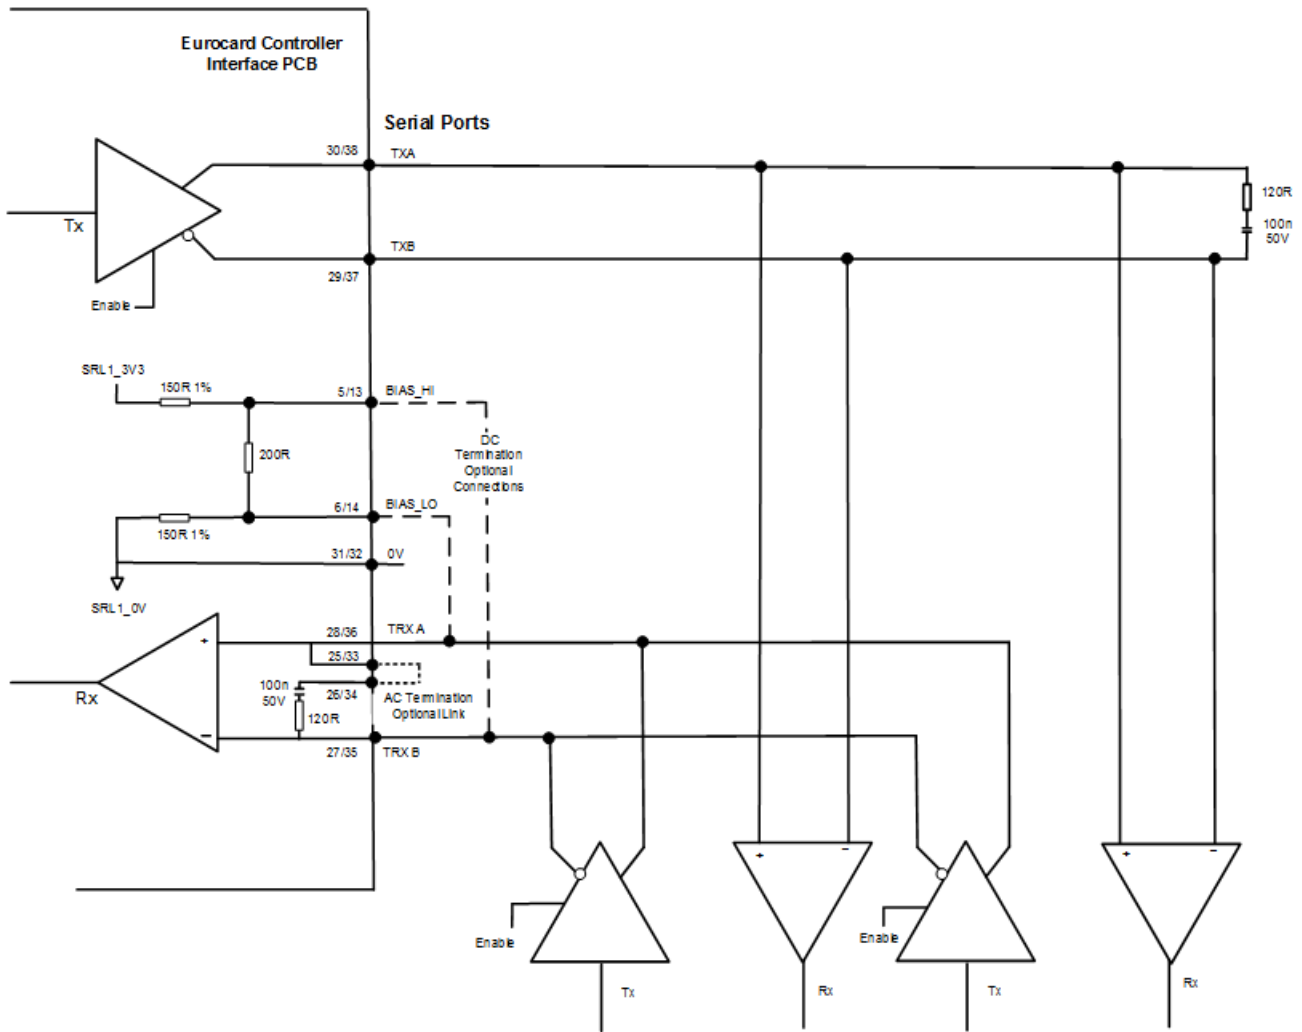 Eurocard Controller
Interface PCB
Serial Ports
30/38
TXA
120R
100n
50V
Tx
TXB
29/37
Enable
SRL1_3V3
150R 1%
5/13
BIAS_HI
200R
DC
Termination
Optional
Connections
6/14
BIAS_LO
150R 1%
31/32
0V
SRL1_0V
28/36
TRX A
+
25/33
Rx
100n
50V
26/34
AC Termination
Optional Link
120R
−
27/35
TRX B
+
−
+
−
Enable
Enable
Tx
Rx
Tx
Rx